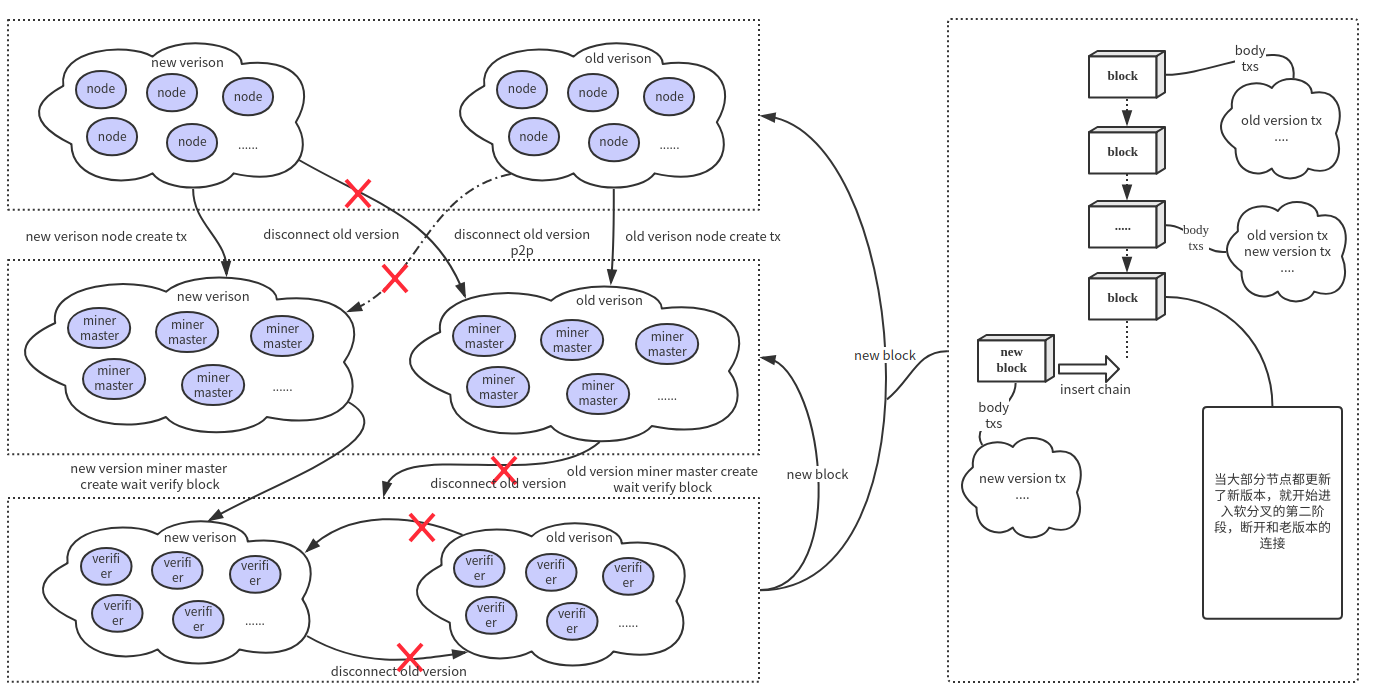 new verison
node
node
node
node
node
......
old verison
node
node
node
node
node
......
new verison node create tx
disconnect old version
disconnect old version
p2p
old verison node create tx
new verison
miner
master
miner
master
miner
master
miner
master
miner
master
......
old verison
miner
master
miner
master
miner
master
miner
master
miner
master
......
new version miner master
create wait verify block
disconnect old version
old version miner master create
wait verify block
new verison
verifi
er
verifi
er
verifi
er
verifi
er
verifi
er
......
old verison
verifi
er
verifi
er
verifi
er
verifi
er
verifi
er
......
disconnect old version
new block
new block
block
body
txs
old version tx
....
block
.....
body
txs
old version tx
new version tx
....
block
new
block
insert chain
body
txs
new version tx
....
当大部分节点都更新
了新版本，就开始进
入软分叉的第二阶
段，断开和老版本的
连接